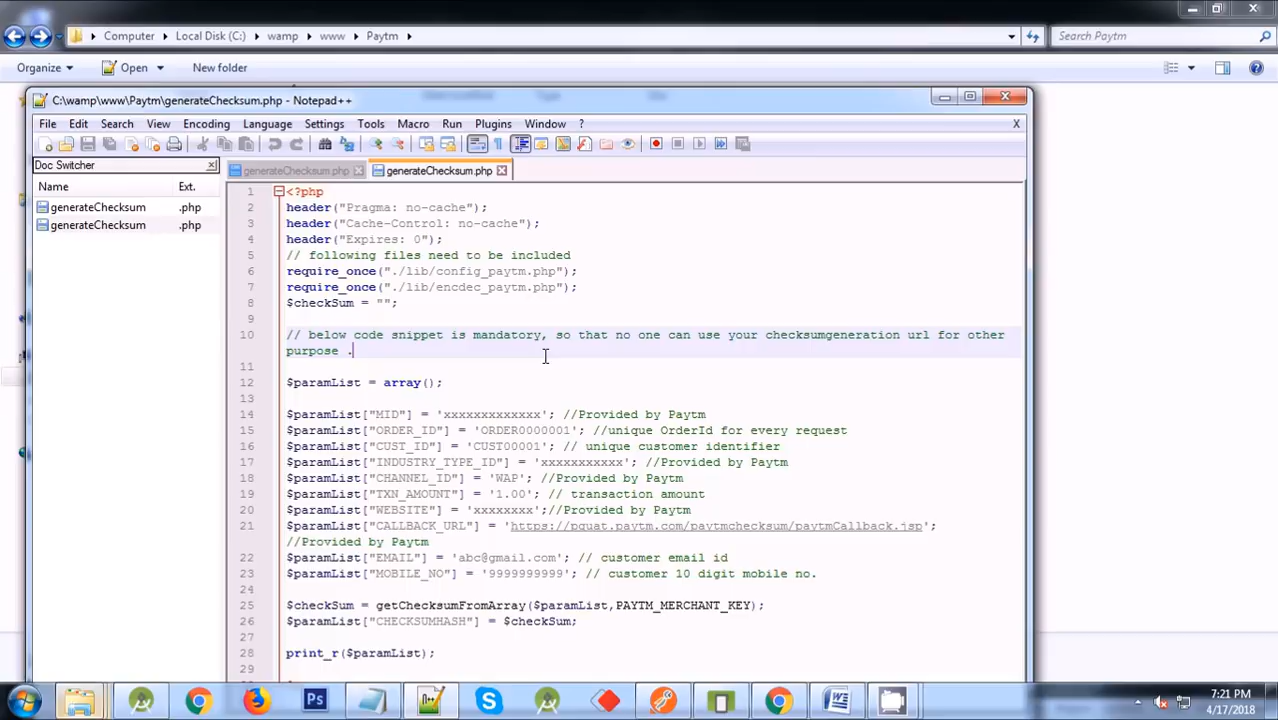 Computer Local Disk (C:) wamp www Paytm
Search Paytm
Organize Open New folder
C:\wamp\www\Paytm\generateChecksum.php - Notepad++
File Edit Search View Encoding Language Settings Tools Macro Run Plugins Window ? X
Doc Switcher
Name Ext.
generateChecksum .php
generateChecksum .php
generateChecksum.php generateChecksum.php
1 <?php
2 header("Pragma: no-cache");
3 header("Cache-Control: no-cache");
4 header("Expires: 0");
5 // following files need to be included
6 require_once("./lib/config_paytm.php");
7 require_once("./lib/encdec_paytm.php");
8 $checkSum = "";
9
10 // below code snippet is mandatory, so that no one can use your checksumgeneration url for other
purpose .
11
12 $paramList = array();
13
14 $paramList["MID"] = 'xxxxxxxxxxxxx'; //Provided by Paytm
15 $paramList["ORDER_ID"] = 'ORDER0000001'; //unique OrderId for every request
16 $paramList["CUST_ID"] = 'CUST00001'; // unique customer identifier
17 $paramList["INDUSTRY_TYPE_ID"] = 'xxxxxxxxxxx'; //Provided by Paytm
18 $paramList["CHANNEL_ID"] = 'WAP'; //Provided by Paytm
19 $paramList["TXN_AMOUNT"] = '1.00'; // transaction amount
20 $paramList["WEBSITE"] = 'xxxxxxxx';//Provided by Paytm
21 $paramList["CALLBACK_URL"] = 'https://pguat.paytm.com/paytmchecksum/paytmCallback.jsp';
//Provided by Paytm
22 $paramList["EMAIL"] = 'abc@gmail.com'; // customer email id
23 $paramList["MOBILE_NO"] = '9999999999'; // customer 10 digit mobile no.
24
25 $checkSum = getChecksumFromArray($paramList,PAYTM_MERCHANT_KEY);
26 $paramList["CHECKSUMHASH"] = $checkSum;
27
28 print_r($paramList);
29
7:21 PM
4/17/2018